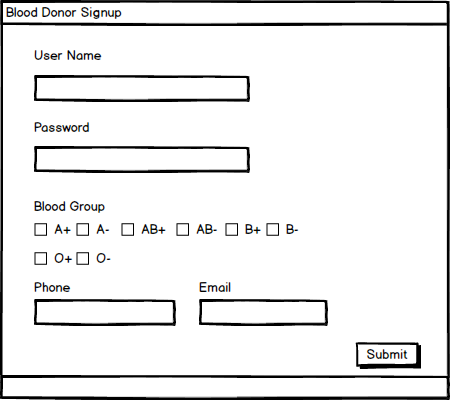 Blood Donor Signup
User Name
Password
Blood Group
A+ A- AB+ AB- B+ B-
O+ O-
Phone Email
Submit